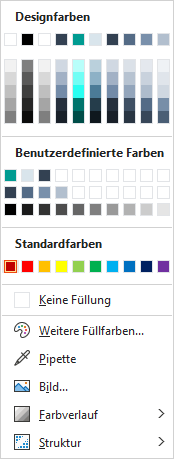 Designfarben
Benutzerdefinierte Farben
Standardfarben
Keine Füllung
Weitere Füllfarben...
Pipette
Bild...
Farbverlauf
Struktur